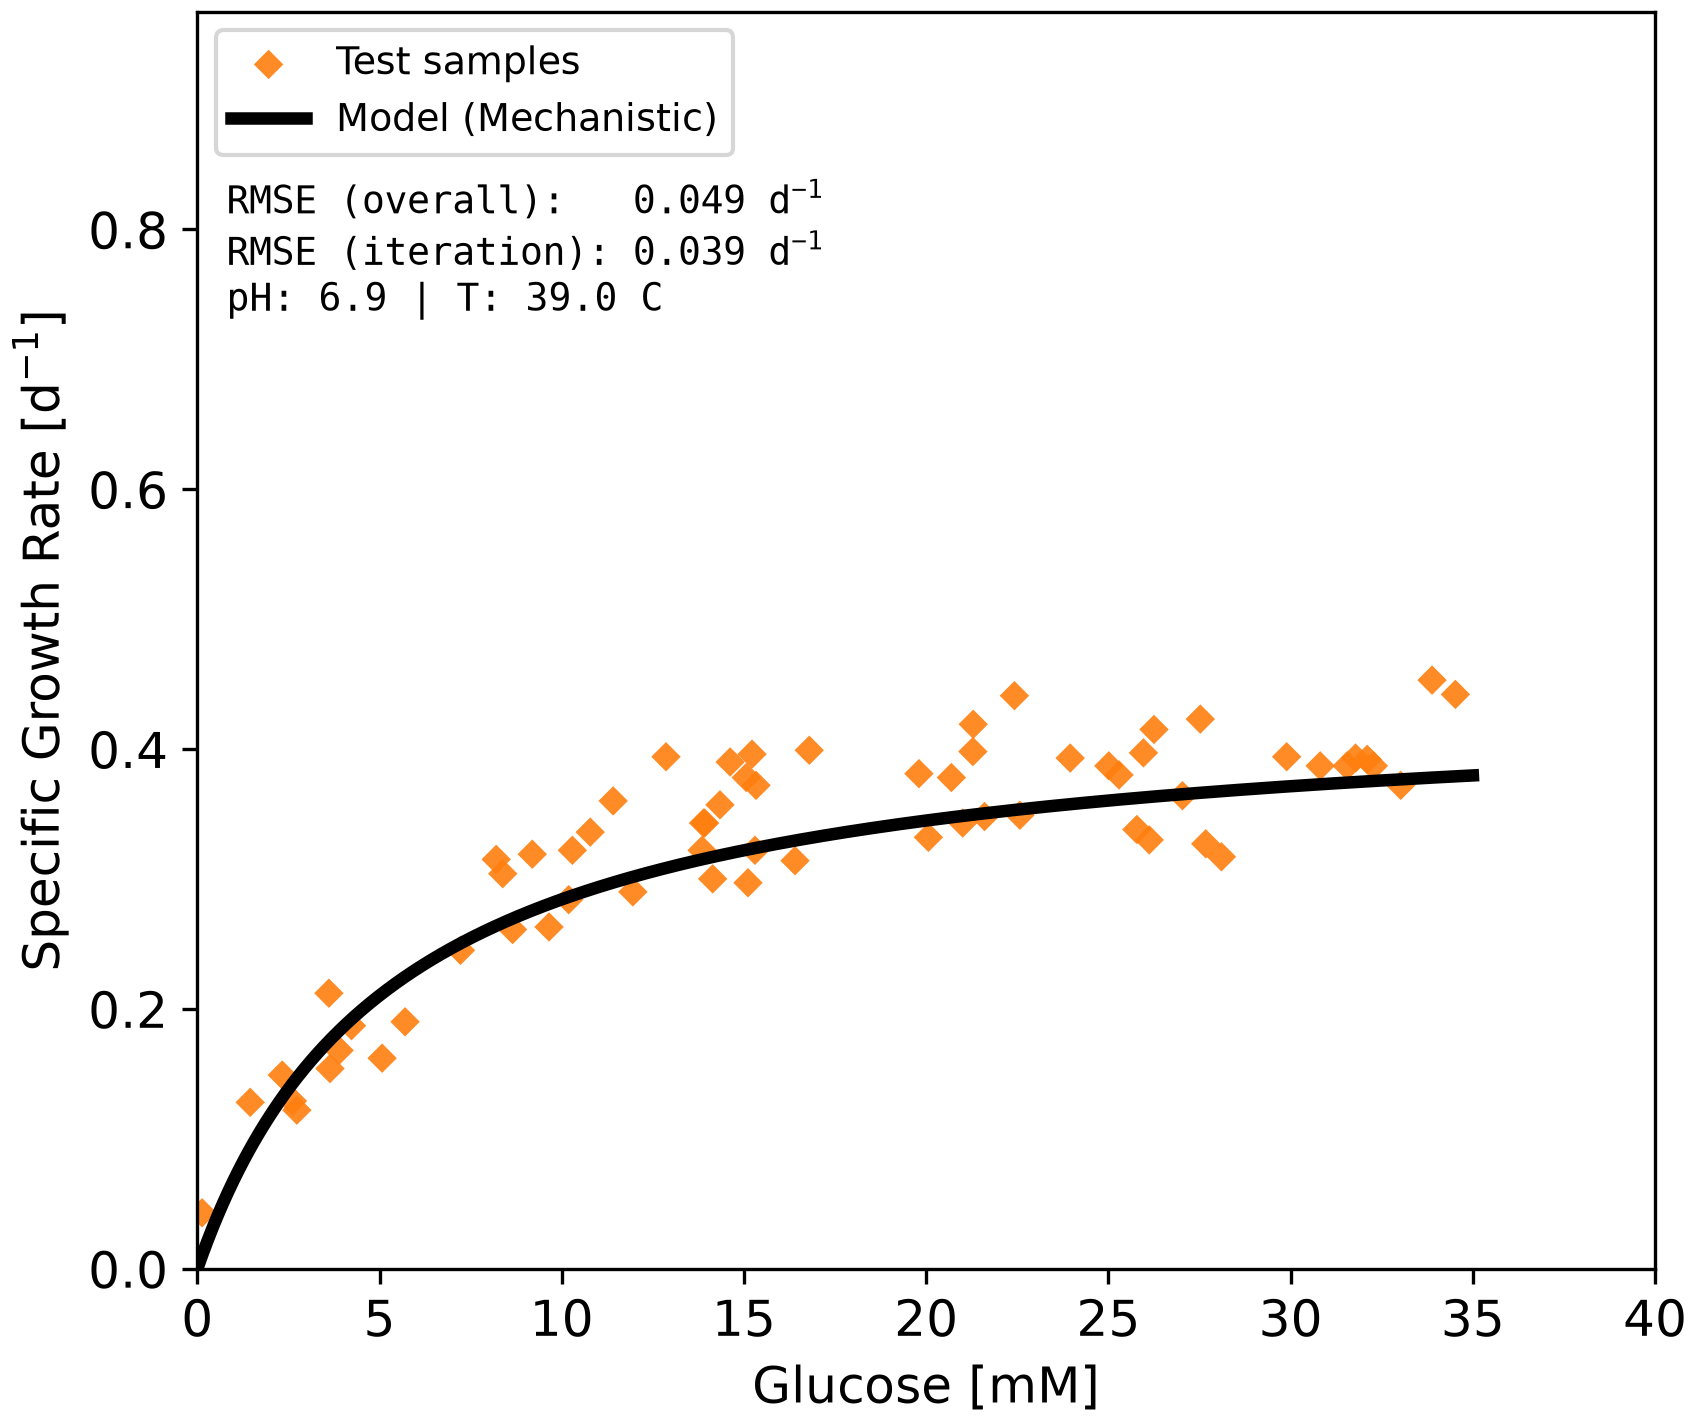 Test samples
Model (Mechanistic)
RMSE (overall):   0.049 d⁻¹
RMSE (iteration): 0.039 d⁻¹
pH: 6.9 | T: 39.0 C
Specific Growth Rate [d⁻¹]
0.8
0.6
0.4
0.2
0.0
0 5 10 15 20 25 30 35 40
Glucose [mM]